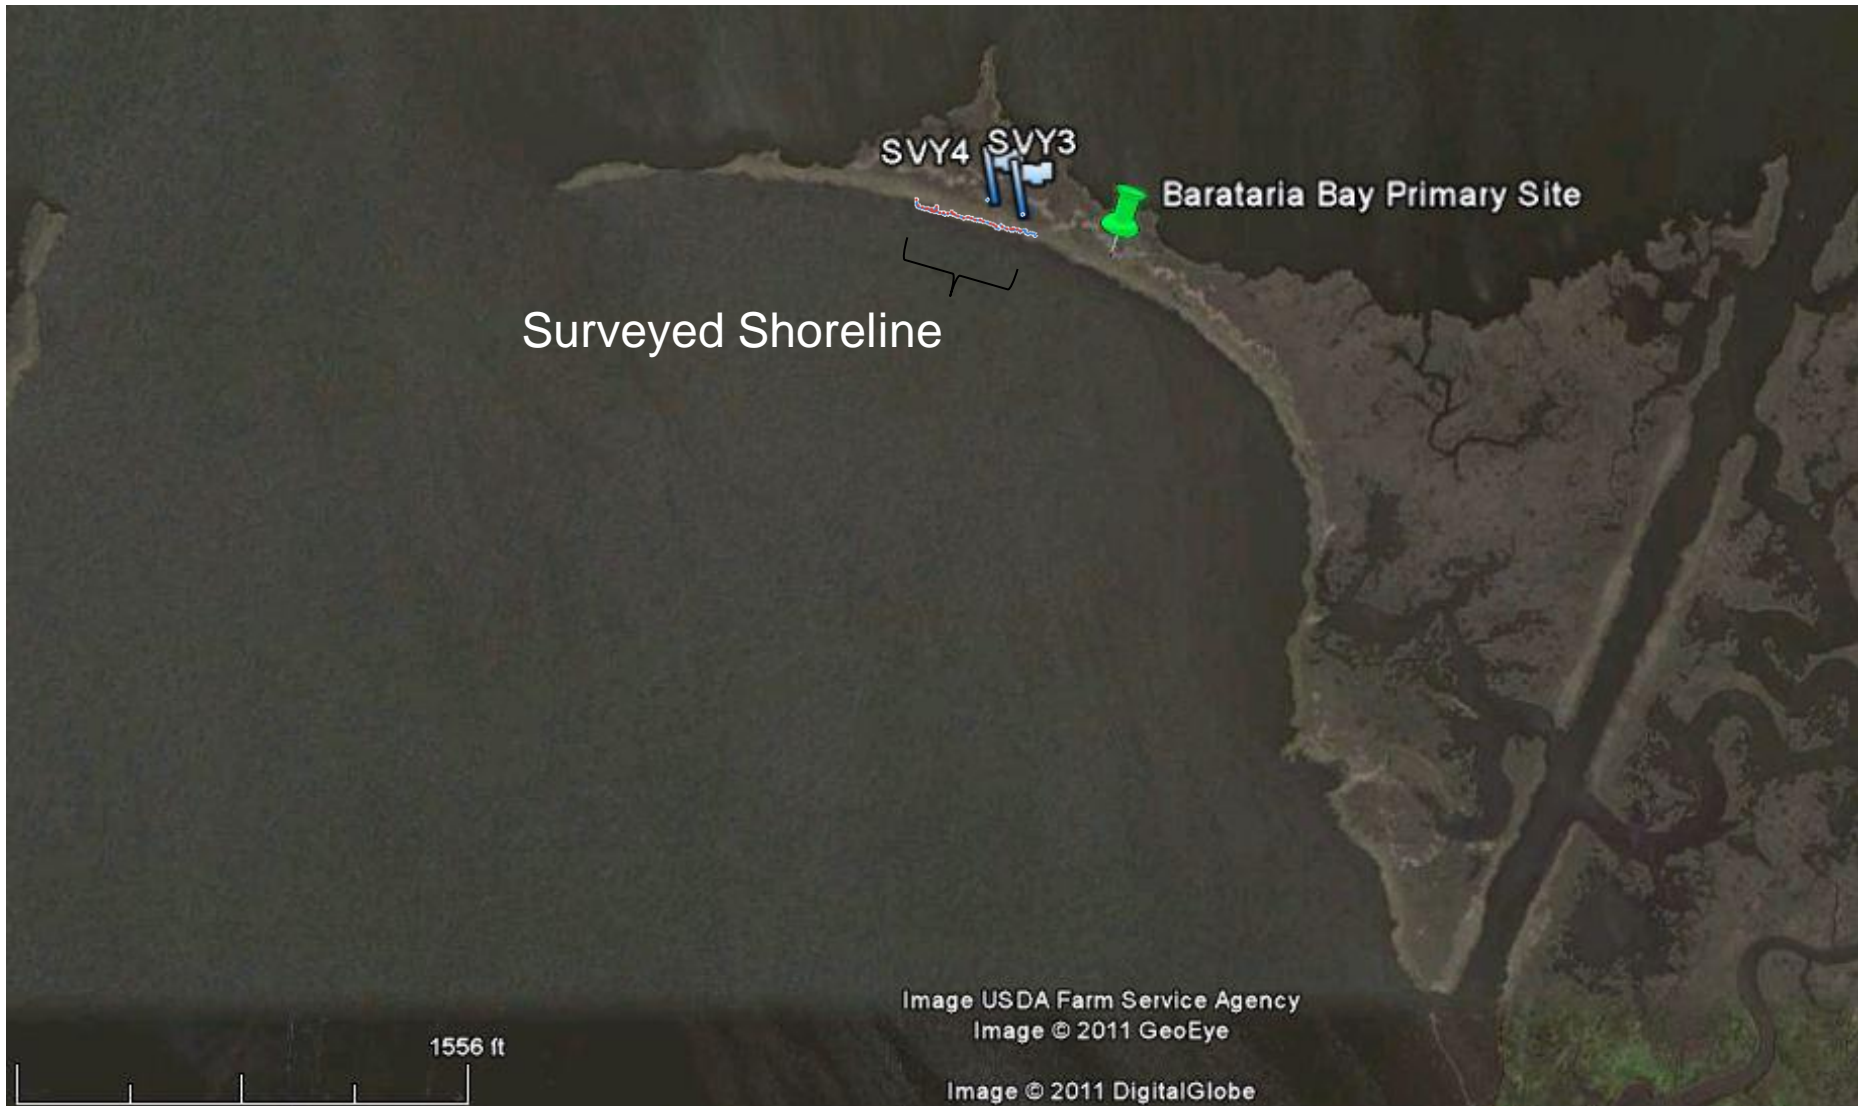 SVY4
SVY3
Barataria Bay Primary Site
Surveyed Shoreline
Image USDA Farm Service Agency
Image © 2011 GeoEye
1556 ft
Image © 2011 DigitalGlobe